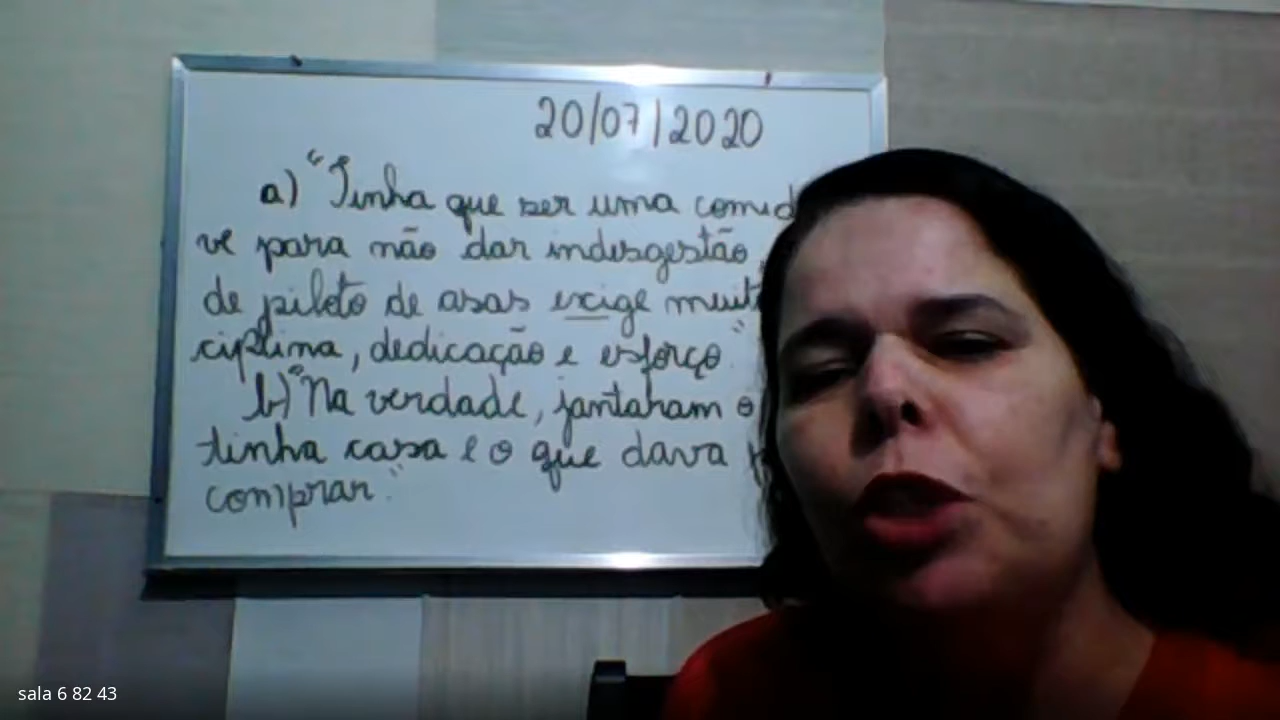 20/07/2020
a) "Tinha que ser uma comid
ve para não dar indesgestão,
de piloto de asas exige muit
ciplina, dedicação e esforço."
b) "Na verdade, jantaram o
tinha casa e o que dava p
comprar."
sala 6 82 43